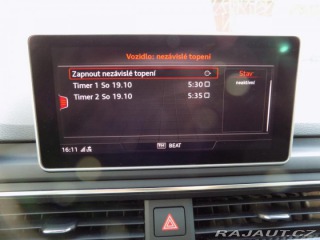 Vozidlo: nezávislé topení
Zapnout nezávislé topení
Stav
neaktivní
Timer 1 So 19.10 5:30
Timer 2 So 19.10 5:35
16:11
BEAT
RAJAUT.CZ